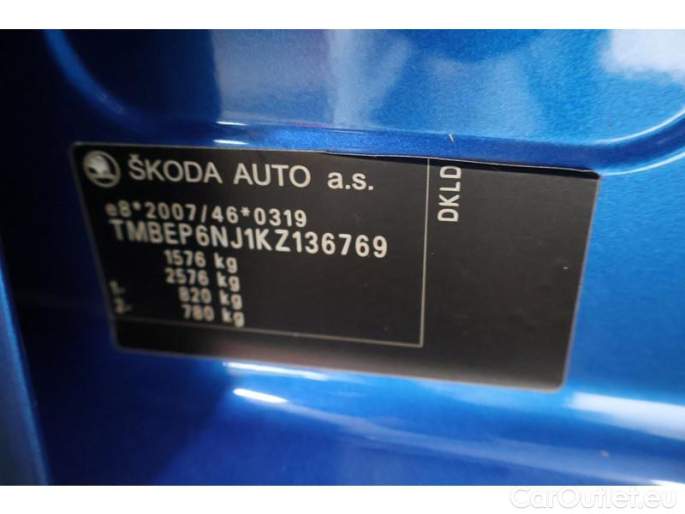 ŠKODA AUTO a.s.
e8*2007/46*0319
TMBEP6NJ1KZ136769
1576 kg
2576 kg
1. 820 kg
2. 780 kg
DKLD
CarOutlet.eu